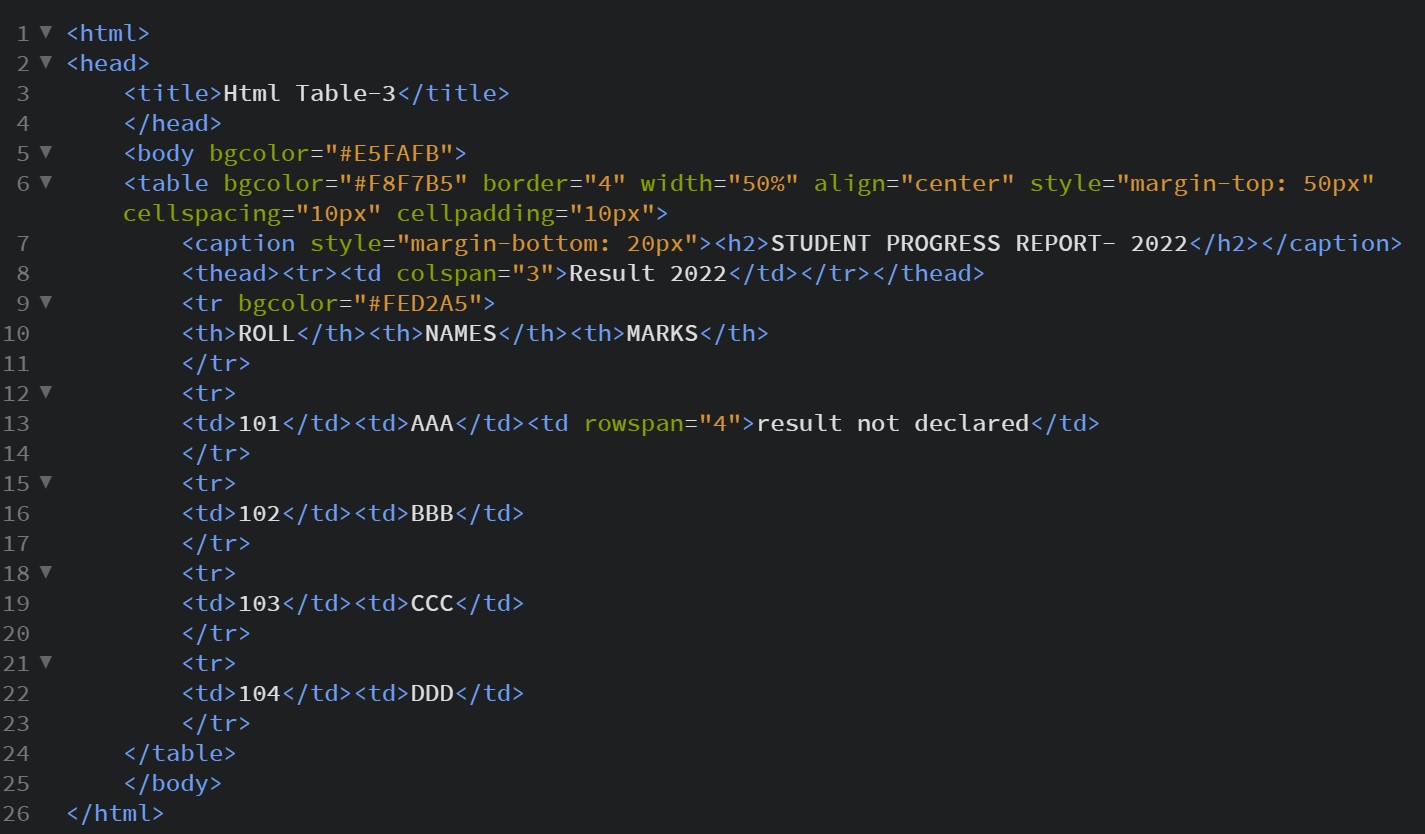 1 ▼ <html>
2 ▼ <head>
3 <title>Html Table-3</title>
4 </head>
5 ▼ <body bgcolor="#E5FAFB">
6 ▼ <table bgcolor="#F8F7B5" border="4" width="50%" align="center" style="margin-top: 50px"
cellspacing="10px" cellpadding="10px">
7 <caption style="margin-bottom: 20px"><h2>STUDENT PROGRESS REPORT- 2022</h2></caption>
8 <thead><tr><td colspan="3">Result 2022</td></tr></thead>
9 ▼ <tr bgcolor="#FED2A5">
10 <th>ROLL</th><th>NAMES</th><th>MARKS</th>
11 </tr>
12 ▼ <tr>
13 <td>101</td><td>AAA</td><td rowspan="4">result not declared</td>
14 </tr>
15 ▼ <tr>
16 <td>102</td><td>BBB</td>
17 </tr>
18 ▼ <tr>
19 <td>103</td><td>CCC</td>
20 </tr>
21 ▼ <tr>
22 <td>104</td><td>DDD</td>
23 </tr>
24 </table>
25 </body>
26 </html>